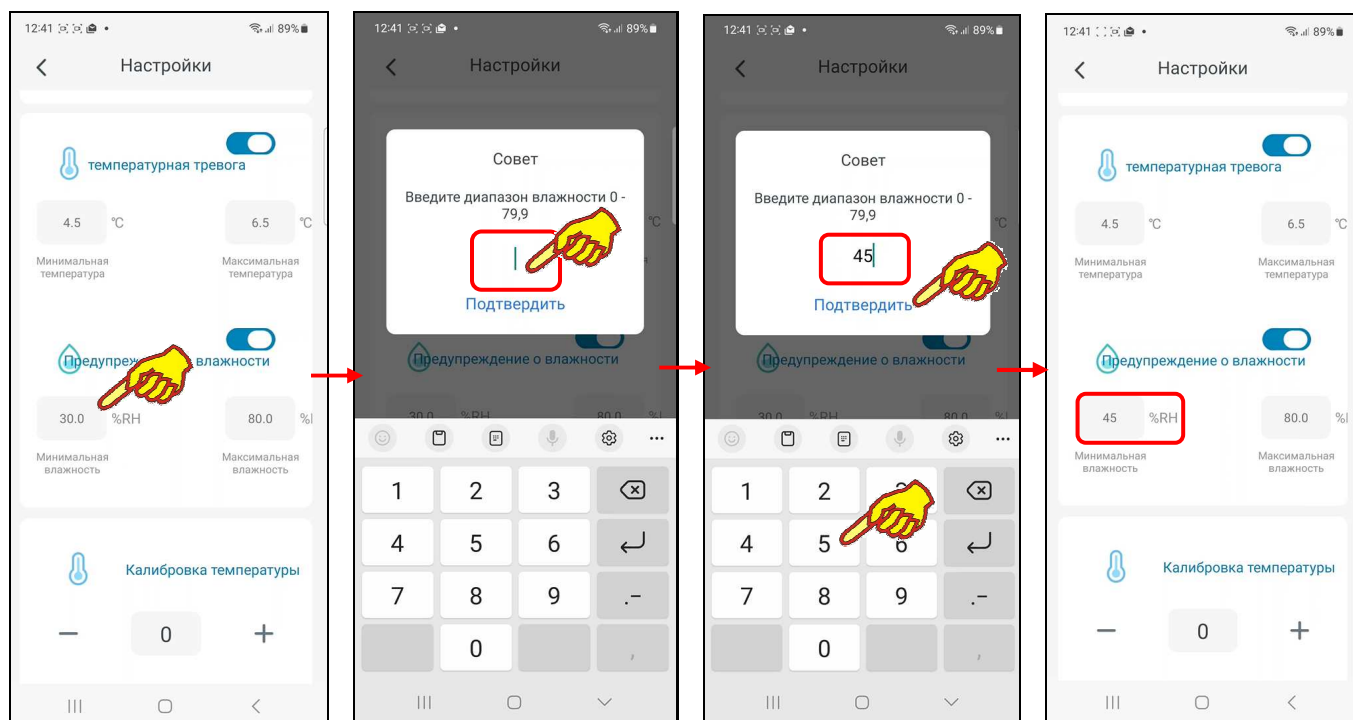 12:41 89%
Настройки
температурная тревога
4.5 °C 6.5 °C
Минимальная
температура
Максимальная
температура
влажности
30.0 %RH 80.0
Минимальная
влажность
Максимальная
влажность
Калибровка температуры
— 0 +
12:41 89%
Настройки
Совет
Введите диапазон влажности 0 -
79,9
Подтвердить
°C
Предупреждение о влажности
30.0 %RH 80.0
1 2 3
4 5 6
7 8 9 .-
0 ,
12:41 89%
Настройки
Совет
Введите диапазон влажности 0 -
79,9
45
Подтвердить
°C
Предупреждение о влажности
30.0 %RH 80.0
1 2
4 5 6
7 8 9 .-
0 ,
12:41 89%
Настройки
температурная тревога
4.5 °C 6.5 °C
Минимальная
температура
Максимальная
температура
Предупреждение о влажности
45 %RH 80.0
Минимальная
влажность
Максимальная
влажность
Калибровка температуры
— 0 +